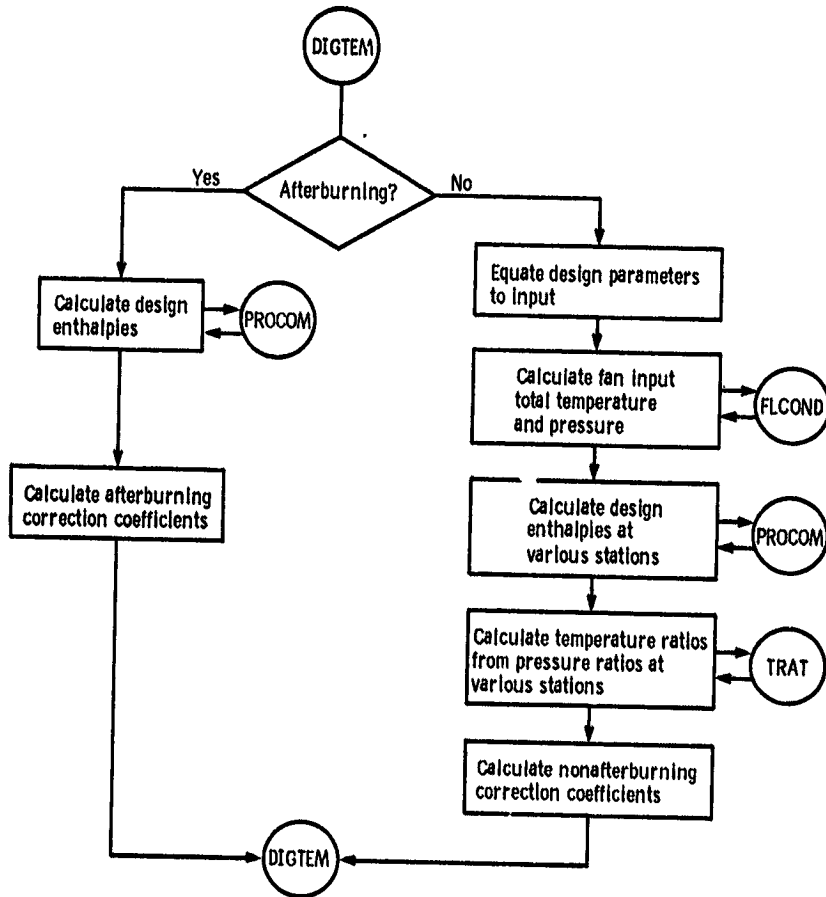 DIGTEM
Yes
Afterburning?
No
Calculate design
enthalpies
PROCOM
Calculate afterburning
correction coefficients
Equate design parameters
to input
Calculate fan input
total temperature
and pressure
FLCOND
Calculate design
enthalpies at
various stations
PROCOM
Calculate temperature ratios
from pressure ratios at
various stations
TRAT
Calculate nonafterburning
correction coefficients
DIGTEM